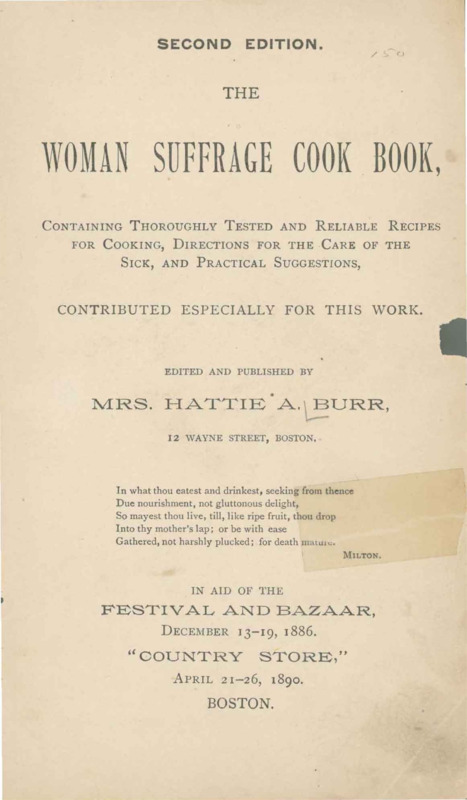 SECOND EDITION.
150
THE
WOMAN SUFFRAGE COOK BOOK,
CONTAINING THOROUGHLY TESTED AND RELIABLE RECIPES
FOR COOKING, DIRECTIONS FOR THE CARE OF THE
SICK, AND PRACTICAL SUGGESTIONS,
CONTRIBUTED ESPECIALLY FOR THIS WORK.
EDITED AND PUBLISHED BY
MRS. HATTIE A. BURR,
12 WAYNE STREET, BOSTON.
In what thou eatest and drinkest, seeking from thence
Due nourishment, not gluttonous delight,
So mayest thou live, till, like ripe fruit, thou drop
Into thy mother's lap; or be with ease
Gathered, not harshly plucked; for death mature.
MILTON.
IN AID OF THE
FESTIVAL AND BAZAAR,
DECEMBER 13–19, 1886.
"COUNTRY STORE,"
APRIL 21–26, 1890.
BOSTON.